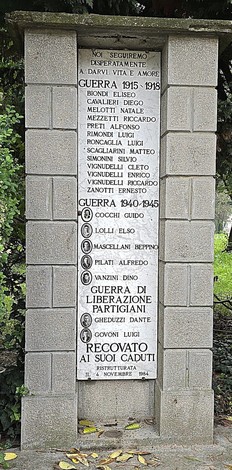 NOI SEGUIREMO
DISPERATAMENTE
A DARVI VITA E AMORE
GUERRA 1915-1918
BIONDI ELISEO
CAVALIERI DIEGO
MELOTTI NATALE
MEZZETTI RICCARDO
PRETI ALFONSO
RIMONDI LUIGI
RONCAGLIA LUIGI
SCAGLIARINI MATTEO
SIMONINI SILVIO
VIGNUDELLI CLETO
VIGNUDELLI ENRICO
VIGNUDELLI RICCARDO
ZANOTTI ERNESTO
GUERRA 1940-1945
COCCHI GUIDO
LOLLI ELSO
MASCELLANI BEPPINO
PILATI ALFREDO
VANZINI DINO
GUERRA DI
LIBERAZIONE
PARTIGIANI
GHEDUZZI DANTE
GOVONI LUIGI
RECOVATO
AI SUOI CADUTI
RISTRUTTURATA
IL 4 NOVEMBRE 1984